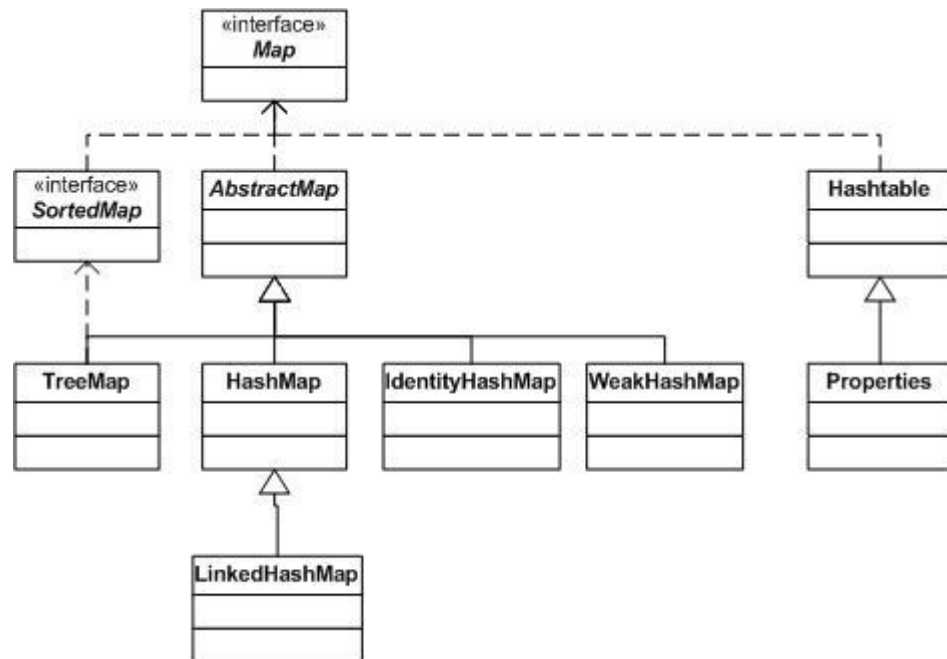 «interface»
Map
«interface»
SortedMap
AbstractMap
Hashtable
TreeMap
HashMap
IdentityHashMap
WeakHashMap
Properties
LinkedHashMap